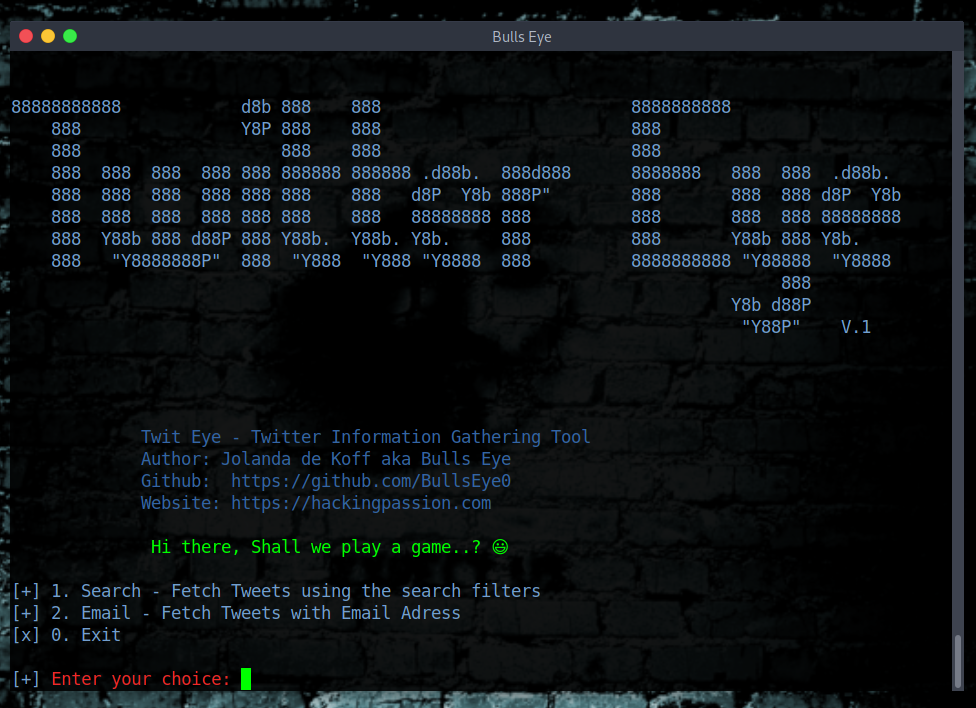 Bulls Eye
88888888888            d8b 888    888                         8888888888
    888                Y8P 888    888                         888
    888                    888    888                         888
    888  888  888  888 888 888888 888888 .d88b.  888d888      8888888   888  888  .d88b.
    888  888  888  888 888 888    888   d8P  Y8b 888P"        888       888  888 d8P  Y8b
    888  888  888  888 888 888    888   88888888 888          888       888  888 88888888
    888  Y88b 888 d88P 888 Y88b.  Y88b. Y8b.     888          888       Y88b 888 Y8b.
    888   "Y8888888P"  888  "Y888  "Y888 "Y8888  888          8888888888 "Y88888  "Y8888
                                                                             888
                                                                        Y8b d88P
                                                                         "Y88P"    V.1
Twit Eye - Twitter Information Gathering Tool
Author: Jolanda de Koff aka Bulls Eye
Github:  https://github.com/BullsEye0
Website: https://hackingpassion.com
Hi there, Shall we play a game..? 😃
[+] 1. Search - Fetch Tweets using the search filters
[+] 2. Email - Fetch Tweets with Email Adress
[x] 0. Exit
[+] Enter your choice: